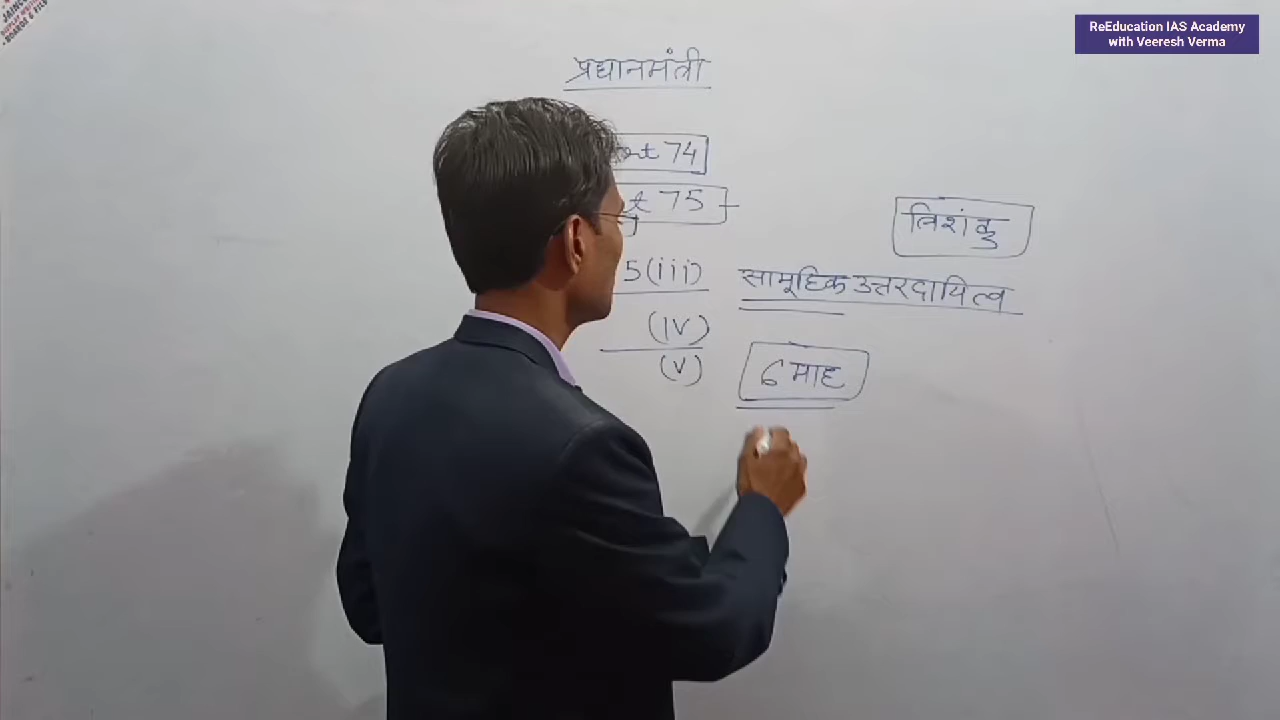 ReEducation IAS Academy
with Veeresh Verma
प्रधानमंत्री
74
75
त्रिशंकु
5(iii) सामूहिक उत्तरदायित्व
(iv)
(v) 6 माह